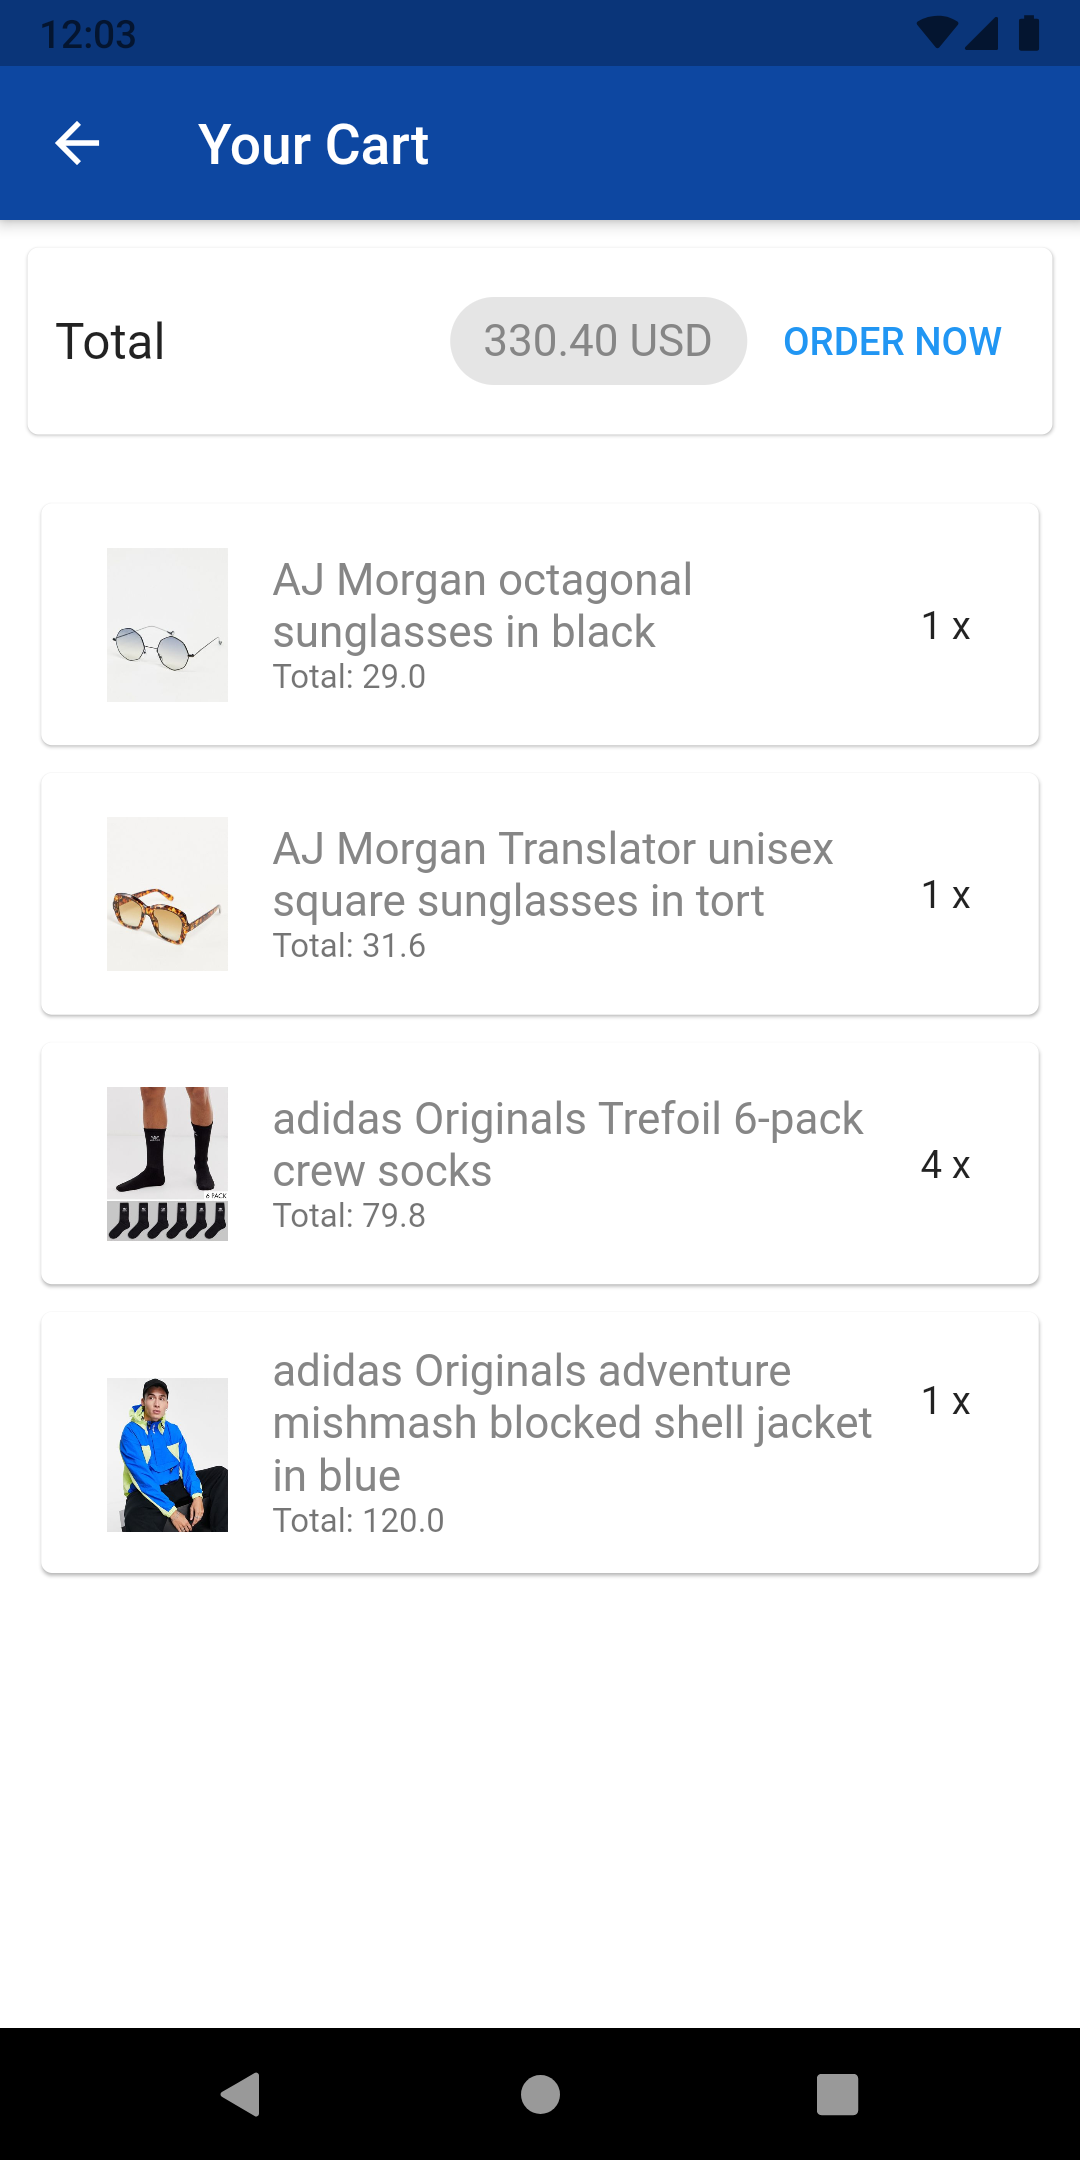 12:03
Your Cart
Total
330.40 USD
ORDER NOW
AJ Morgan octagonal
sunglasses in black
Total: 29.0
1 x
AJ Morgan Translator unisex
square sunglasses in tort
Total: 31.6
1 x
6 PACK
adidas Originals Trefoil 6-pack
crew socks
Total: 79.8
4 x
adidas Originals adventure
mishmash blocked shell jacket
in blue
Total: 120.0
1 x